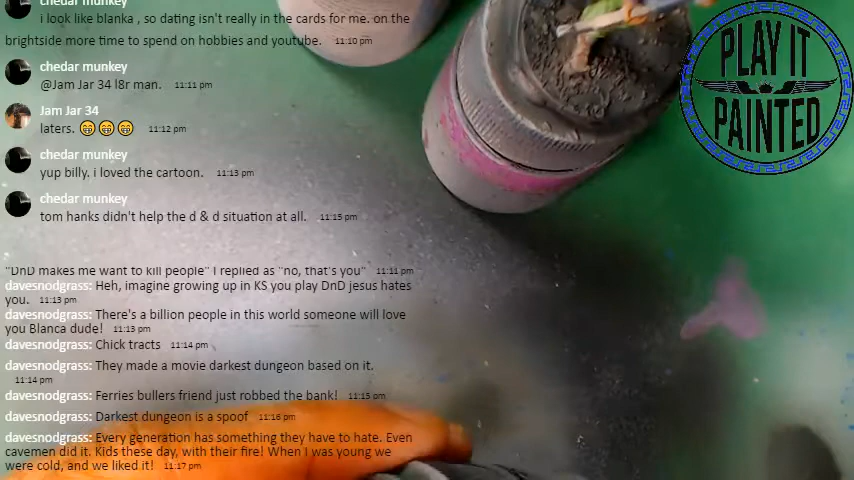 chedar munkey
i look like blanka , so dating isn't really in the cards for me. on the
brightside more time to spend on hobbies and youtube. 11:10 pm
chedar munkey
@Jam Jar 34 l8r man. 11:11 pm
Jam Jar 34
laters. 😁😁😁 11:12 pm
chedar munkey
yup billy. i loved the cartoon. 11:13 pm
chedar munkey
tom hanks didn't help the d & d situation at all. 11:15 pm
"DnD makes me want to kill people" I replied as "no, that's you" 11:11 pm
davesnodgrass: Heh, imagine growing up in KS you play DnD jesus hates
you. 11:13 pm
davesnodgrass: There's a billion people in this world someone will love
you Blanca dude! 11:13 pm
davesnodgrass: Chick tracts 11:14 pm
davesnodgrass: They made a movie darkest dungeon based on it.
11:14 pm
davesnodgrass: Ferries bullers friend just robbed the bank! 11:15 pm
davesnodgrass: Darkest dungeon is a spoof 11:16 pm
davesnodgrass: Every generation has something they have to hate. Even
cavemen did it. Kids these day, with their fire! When I was young we
were cold, and we liked it! 11:17 pm
PLAY IT
PAINTED